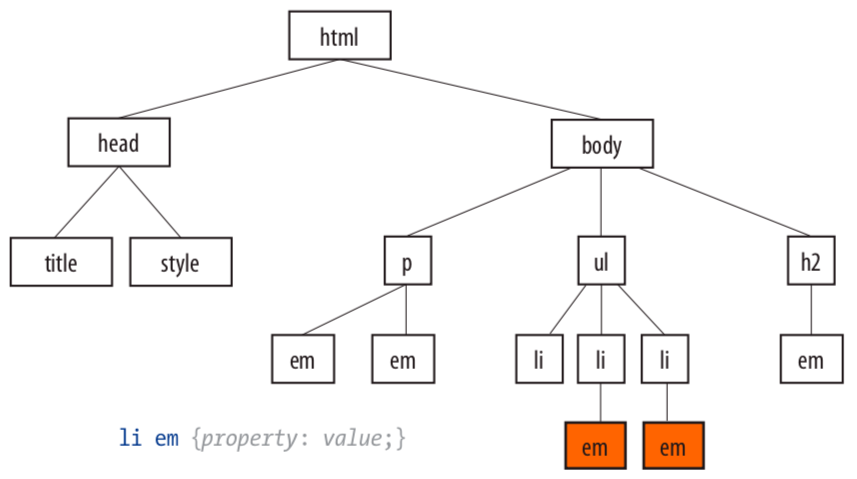 html
head
body
title
style
p
ul
h2
em
em
li
li
li
em
li em {property: value;}
em
em